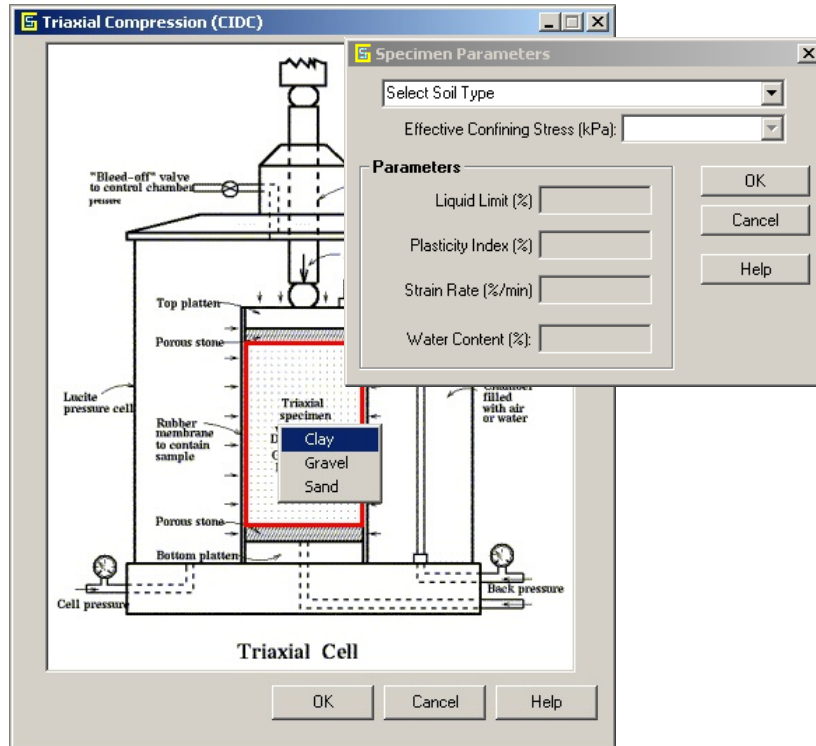 Triaxial Compression (CIDC)
Specimen Parameters
Select Soil Type
Effective Confining Stress (kPa):
Parameters
Liquid Limit (%)
Plasticity Index (%)
Strain Rate (%/min)
Water Content (%):
OK
Cancel
Help
"Bleed-off" valve
to control chamber
pressure
Top platten
Porous stone
Lucite
pressure cell
Rubber
membrane
to contain
sample
Triaxial
specimen
Clay
Gravel
Sand
Chamber
filled
with air
or water
Porous stone
Bottom platten
Cell pressure
Back pressure
Triaxial Cell
OK
Cancel
Help